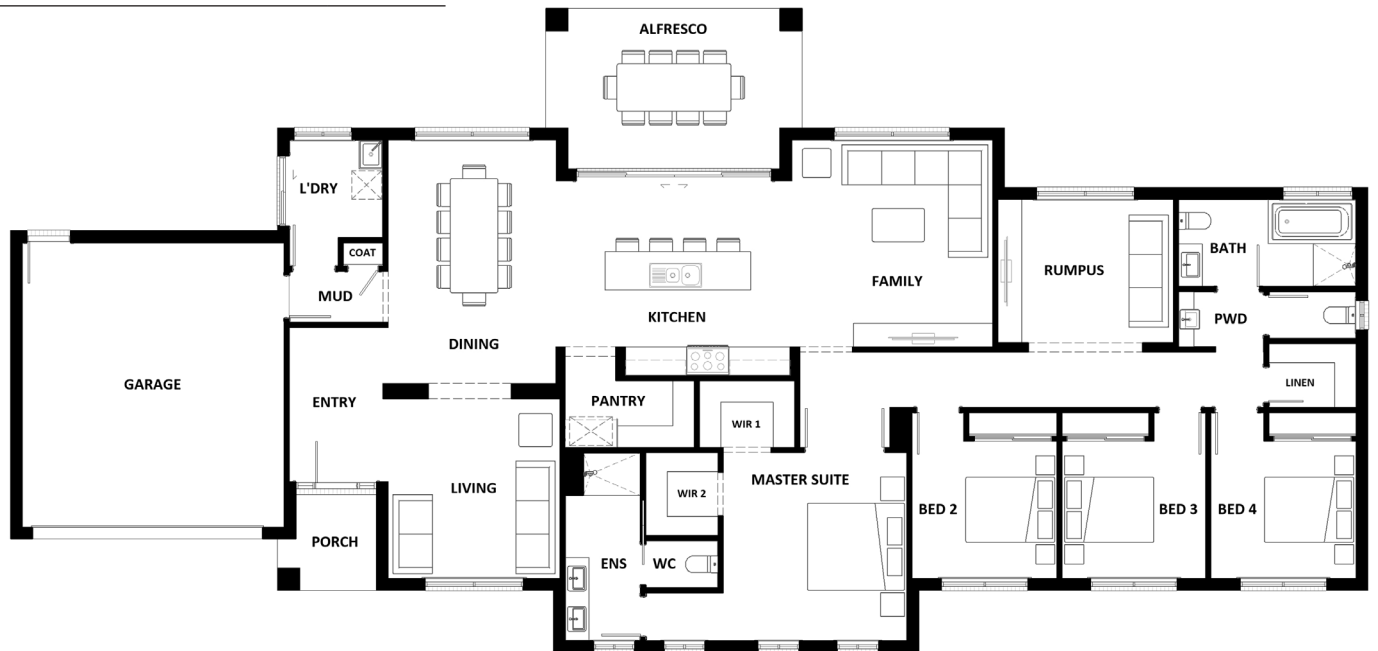 ALFRESCO
L'DRY
COAT
MUD
BATH
RUMPUS
FAMILY
KITCHEN
PWD
DINING
GARAGE
ENTRY
PANTRY
LINEN
WIR 1
MASTER SUITE
LIVING
WIR 2
BED 2
BED 3
BED 4
PORCH
ENS
WC